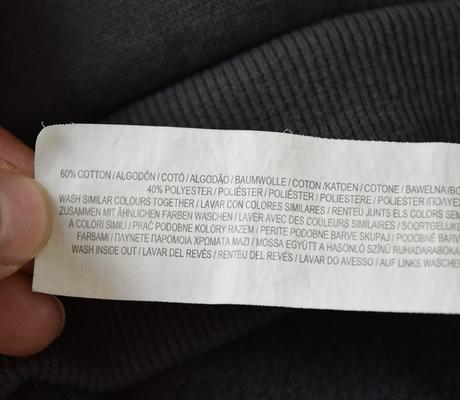 60% COTTON / ALGODÓN / COTÓ / ALGODÃO / BAUMWOLLE / COTON / KATOEN / COTONE / BAWEŁNA / BO
40% POLYESTER / POLIÉSTER / POLIÈSTER / POLIESTERE / POLIESTER / ΠΟΛΥΕΣ
WASH SIMILAR COLOURS TOGETHER / LAVAR CON COLORES SIMILARES / RENTEU JUNTS ELS COLORS SEM
ZUSAMMEN MIT ÄHNLICHEN FARBEN WASCHEN / LAVER AVEC DES COULEURS SIMILAIRES / SOORTGELIJKE
A COLORI SIMILI / PRAĆ PODOBNE KOLORY RAZEM / PERITE PODOBNE BARVE SKUPAJ / PODOBNÉ BARV
FARBAMI / ΠΛΥΝΕΤΕ ΠΑΡΟΜΟΙΑ ΧΡΩΜΑΤΑ ΜΑΖΙ / MOSSA EGYÜTT A HASONLÓ SZÍNŰ RUHADARABOKA
WASH INSIDE OUT / LAVAR DEL REVÉS / RENTEU DEL REVÉS / LAVAR DO AVESSO / AUF LINKS WASCHE